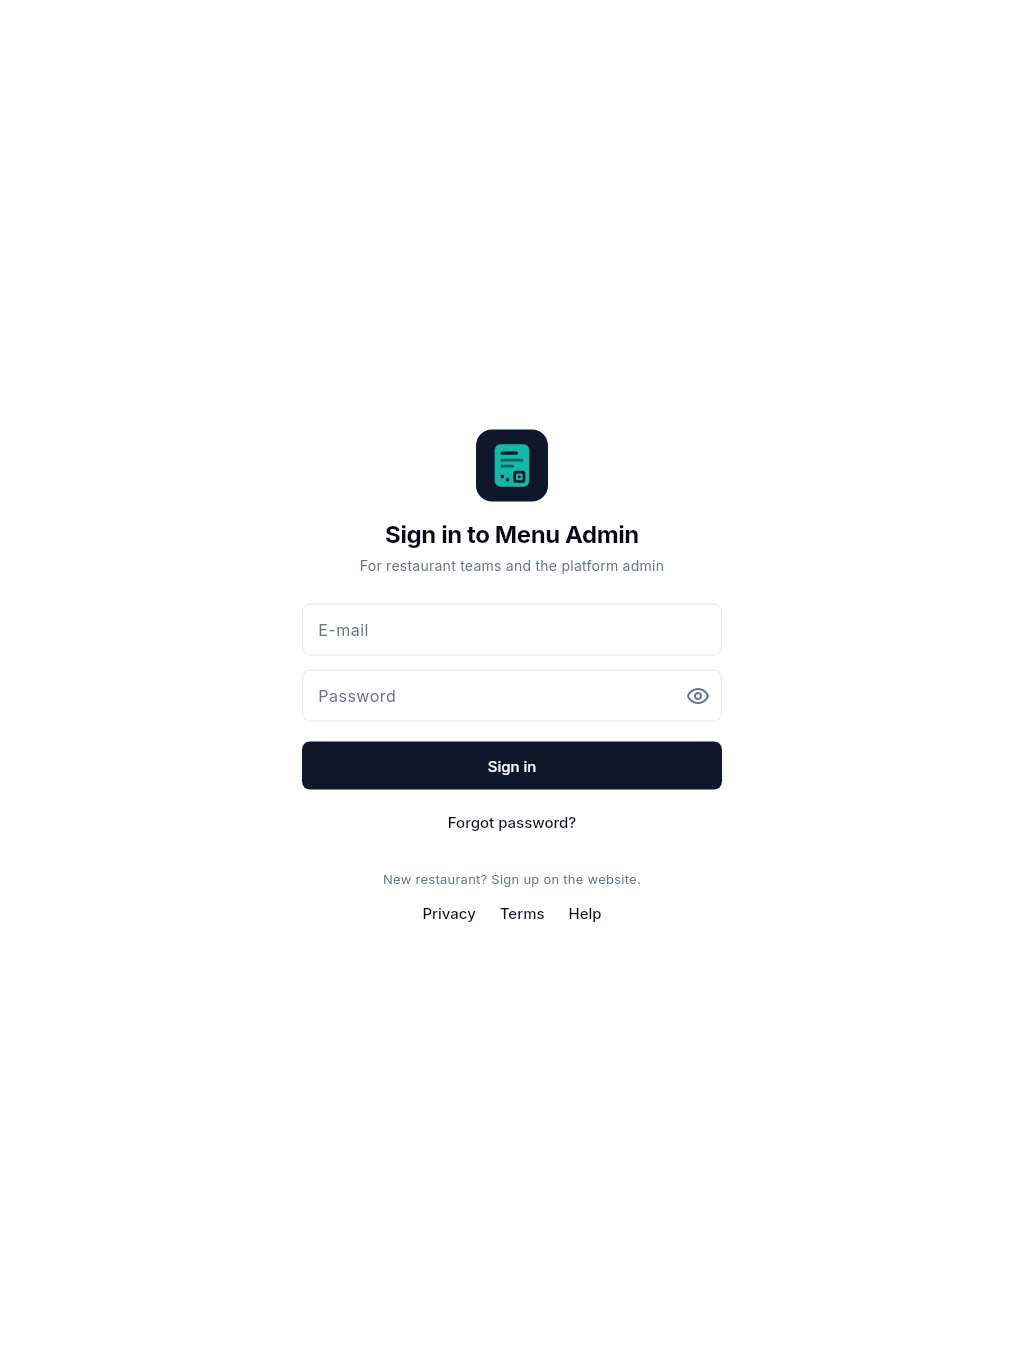 Sign in to Menu Admin
For restaurant teams and the platform admin
E-mail
Password
Sign in
Forgot password?
New restaurant? Sign up on the website.
Privacy Terms Help